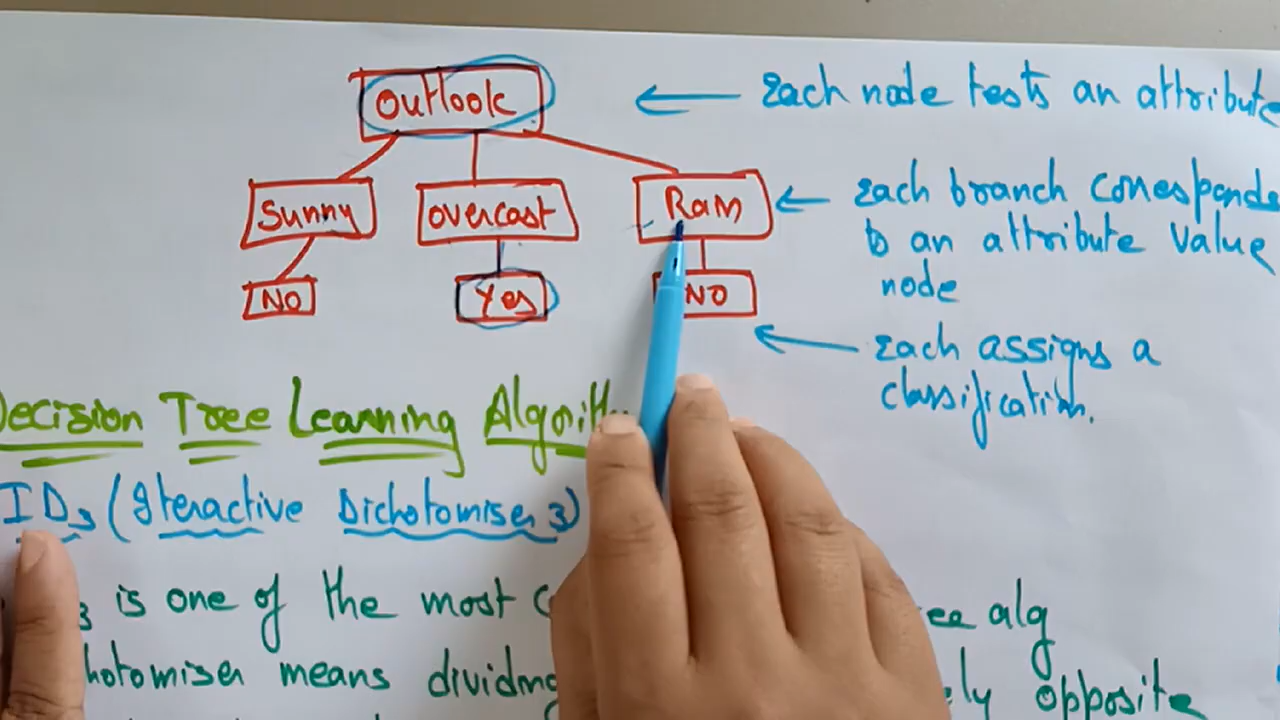 Outlook
← Each node tests an attribute
Sunny overcast Rain
← Each branch corresponds
to an attribute value
node
NO Yes NO
← Each assigns a
classification.
Decision Tree Learning
ID3 (Iteractive Dichotomiser 3)
is one of the most
means
alg
opposite